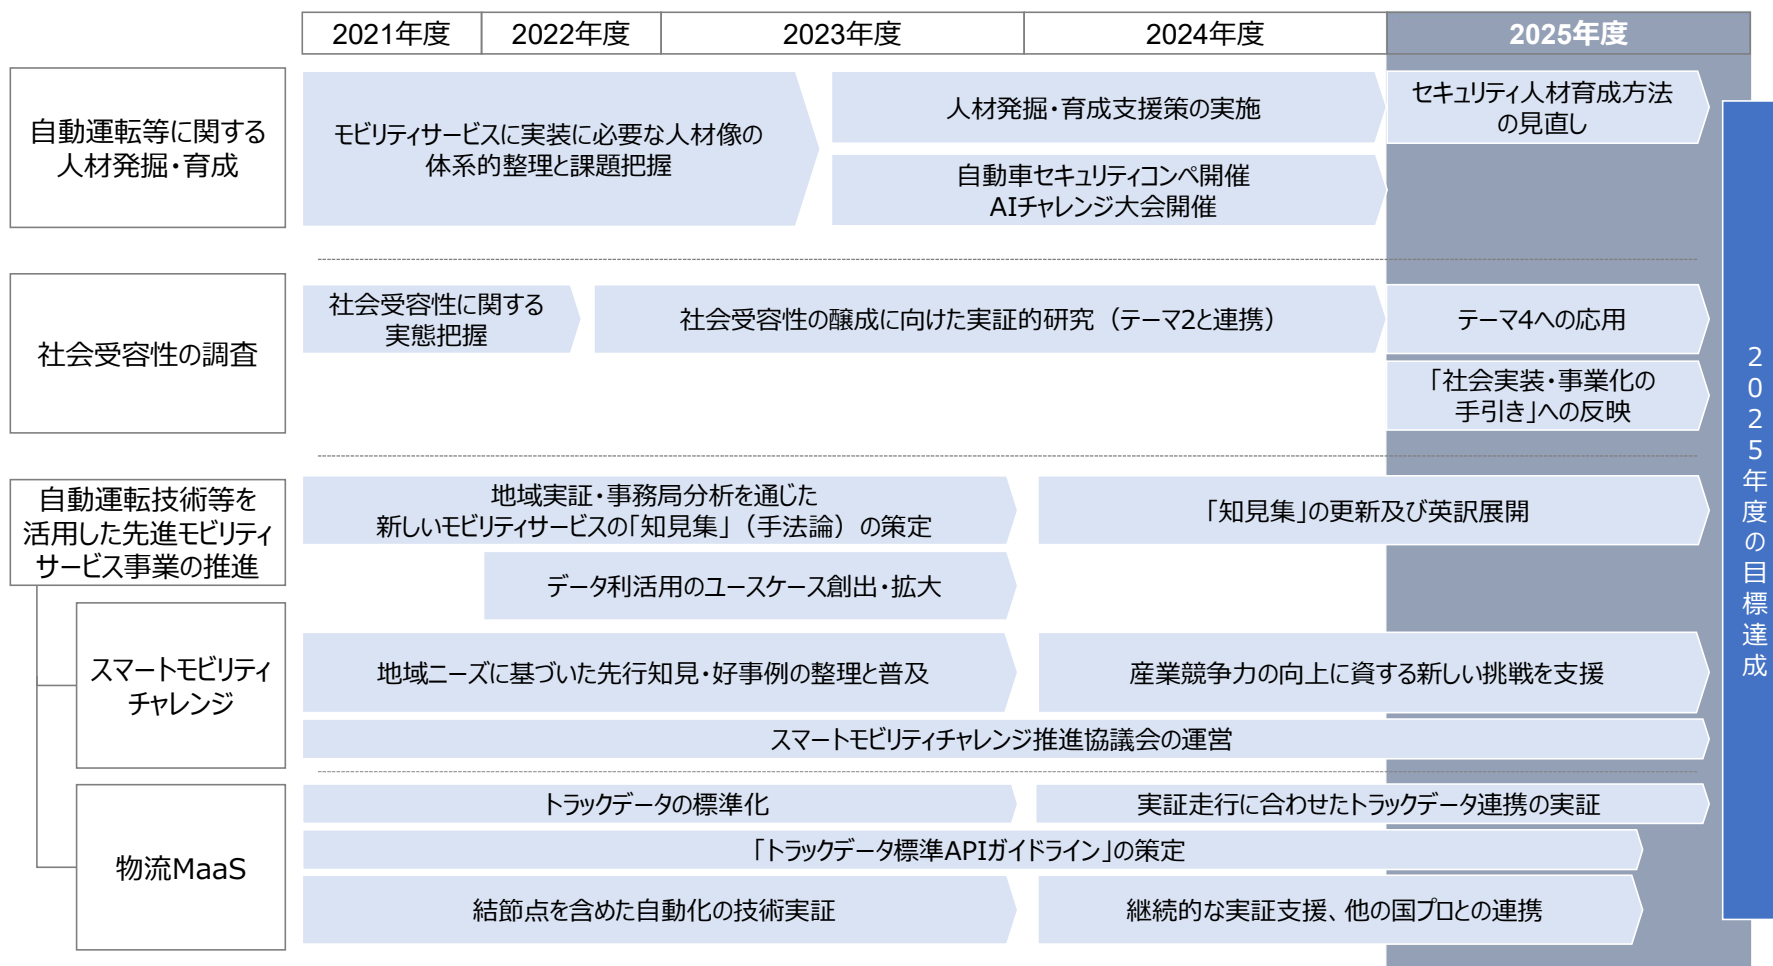 2021年度
2022年度
2023年度
2024年度
2025年度
自動運転等に関する
人材発掘・育成
モビリティサービスに実装に必要な人材像の
体系的整理と課題把握
人材発掘・育成支援策の実施
自動車セキュリティコンペ開催
AIチャレンジ大会開催
セキュリティ人材育成方法
の見直し
社会受容性の調査
社会受容性に関する
実態把握
社会受容性の醸成に向けた実証的研究（テーマ2と連携）
テーマ4への応用
「社会実装・事業化の
手引き」への反映
自動運転技術等を
活用した先進モビリティ
サービス事業の推進
地域実証・事務局分析を通じた
新しいモビリティサービスの「知見集」（手法論）の策定
「知見集」の更新及び英訳展開
データ利活用のユースケース創出・拡大
スマートモビリティ
チャレンジ
地域ニーズに基づいた先行知見・好事例の整理と普及
産業競争力の向上に資する新しい挑戦を支援
スマートモビリティチャレンジ推進協議会の運営
物流MaaS
トラックデータの標準化
実証走行に合わせたトラックデータ連携の実証
「トラックデータ標準APIガイドライン」の策定
結節点を含めた自動化の技術実証
継続的な実証支援、他の国プロとの連携
2025年度の目標達成